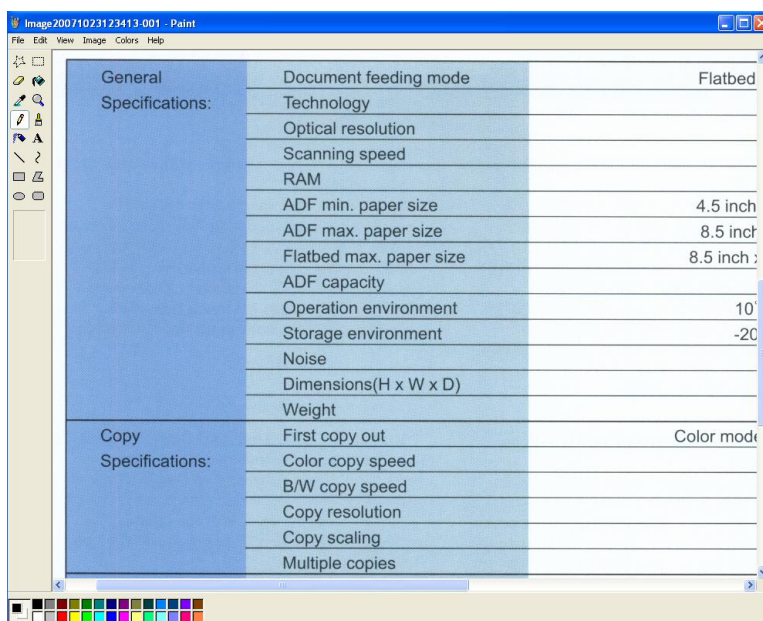 Image20071023123413-001 - Paint
File Edit View Image Colors Help
General Document feeding mode Flatbed
Specifications: Technology
Optical resolution
Scanning speed
RAM
ADF min. paper size 4.5 inch
ADF max. paper size 8.5 inch
Flatbed max. paper size 8.5 inch x
ADF capacity
Operation environment 10°
Storage environment -20
Noise
Dimensions(H x W x D)
Weight
Copy First copy out Color mode
Specifications: Color copy speed
B/W copy speed
Copy resolution
Copy scaling
Multiple copies